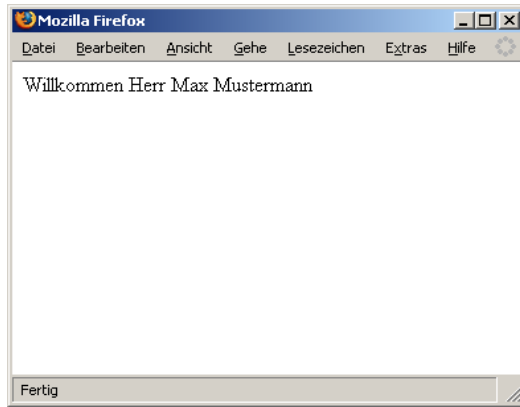 Mozilla Firefox
Datei Bearbeiten Ansicht Gehe Lesezeichen Extras Hilfe
Willkommen Herr Max Mustermann
Fertig